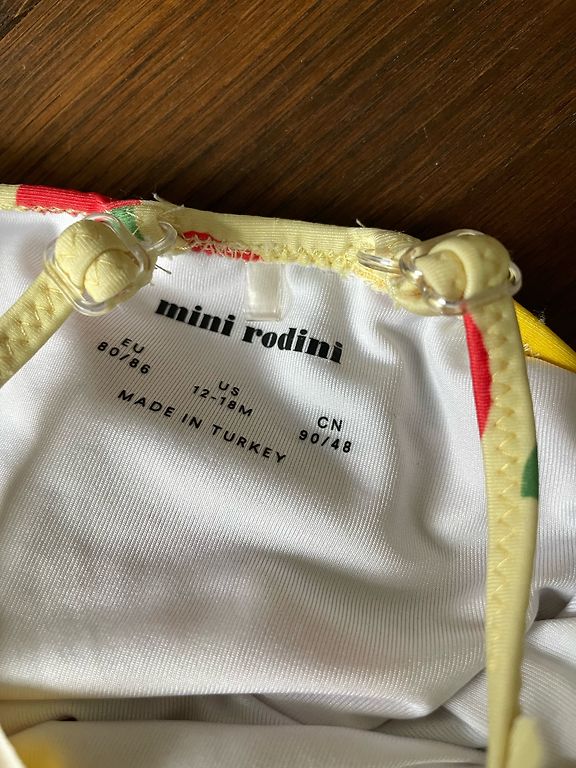 mini rodini
EU US CN
80/86 12-18M 90/48
MADE IN TURKEY